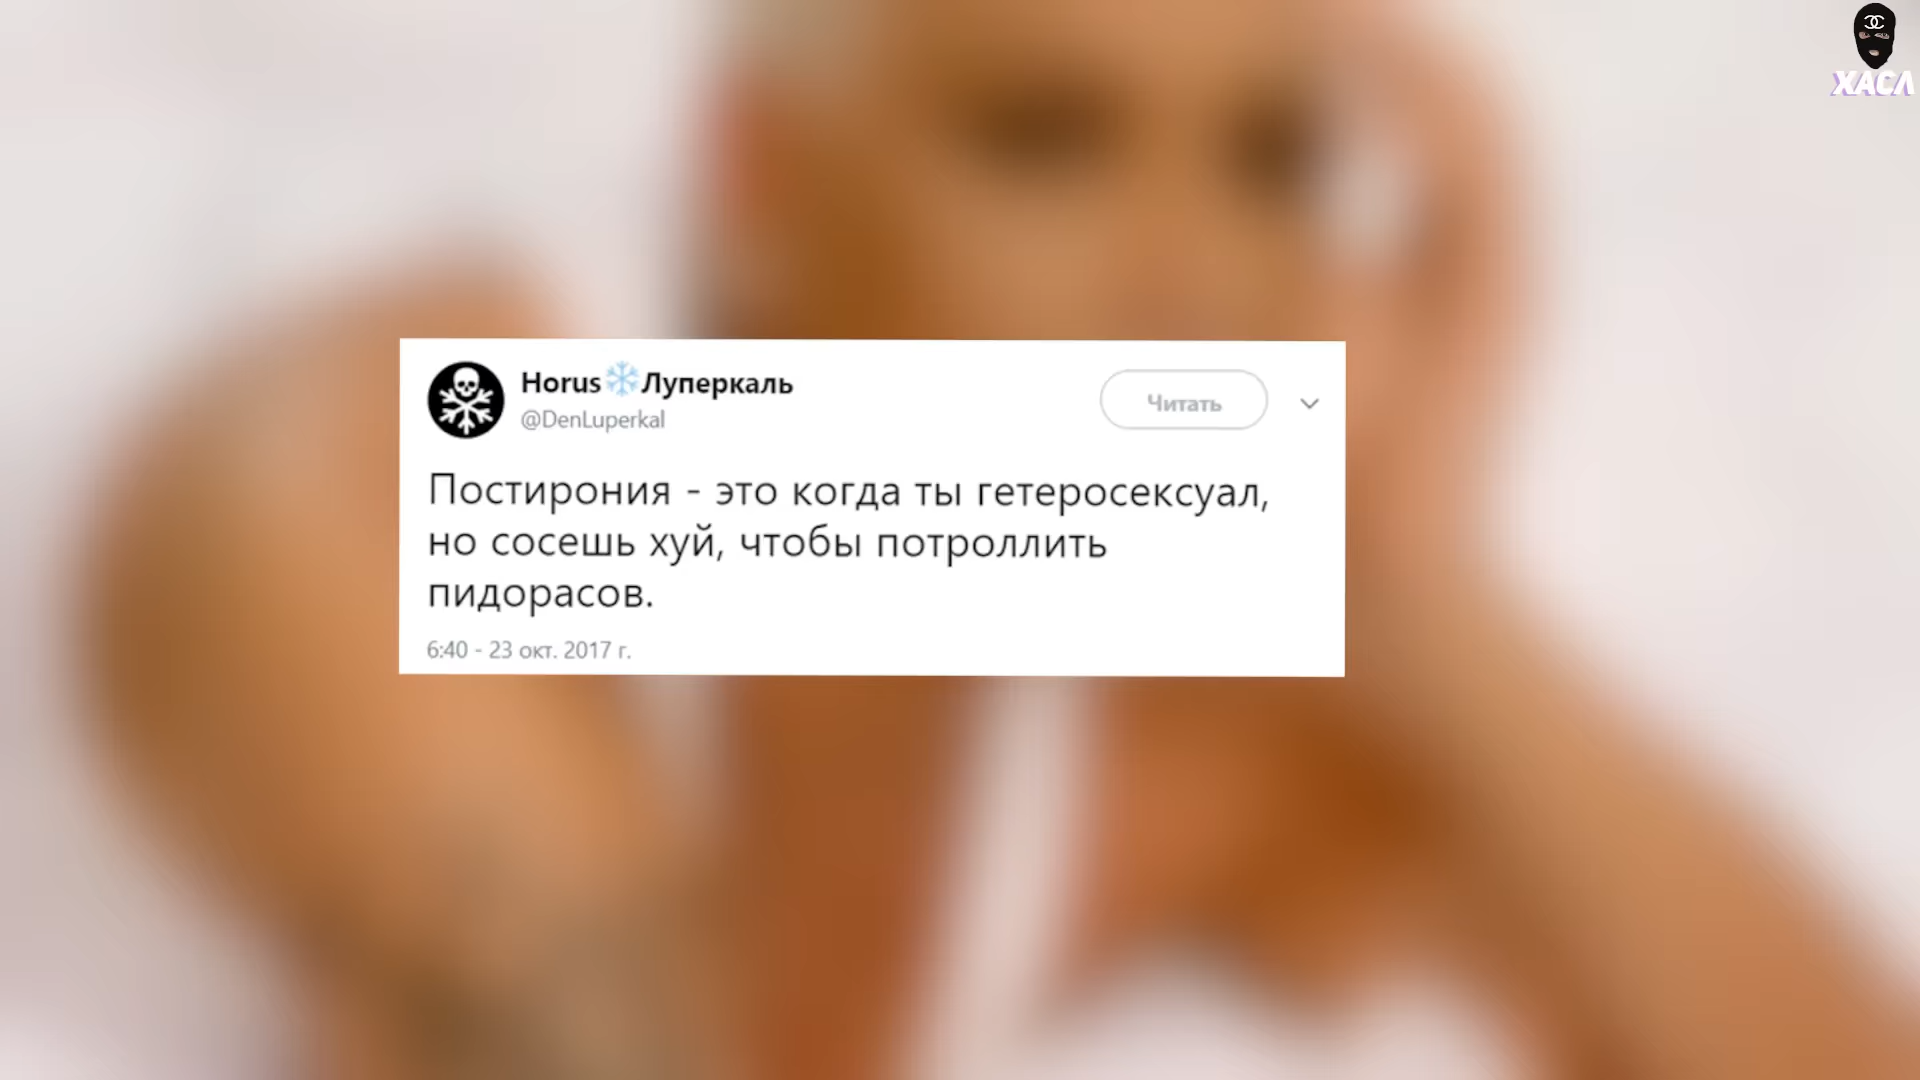 ХАСЛ
Horus❄️Луперкаль
@DenLuperkal
Читать
Постирония - это когда ты гетеросексуал,
но сосешь хуй, чтобы потроллить
пидорасов.
6:40 - 23 окт. 2017 г.